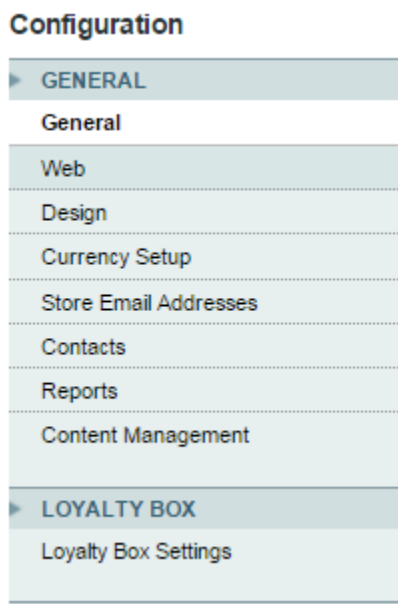 Configuration
GENERAL
General
Web
Design
Currency Setup
Store Email Addresses
Contacts
Reports
Content Management
LOYALTY BOX
Loyalty Box Settings